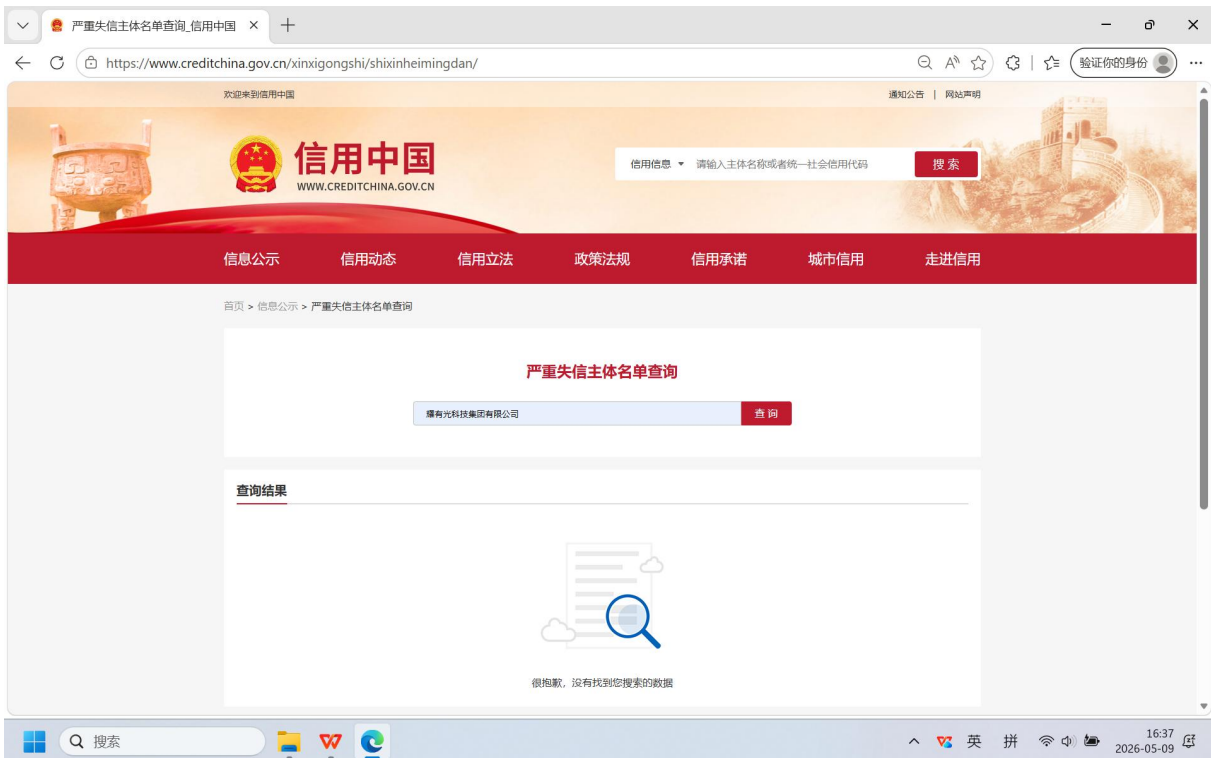 严重失信主体名单查询_信用中国
https://www.creditchina.gov.cn/xinxigongshi/shixinheimingdan/
验证你的身份
欢迎来到信用中国
通知公告 | 网站声明
信用中国
WWW.CREDITCHINA.GOV.CN
信用信息 请输入主体名称或者统一社会信用代码 搜索
信息公示 信用动态 信用立法 政策法规 信用承诺 城市信用 走进信用
首页 > 信息公示 > 严重失信主体名单查询
严重失信主体名单查询
耀有光科技集团有限公司 查询
查询结果
很抱歉，没有找到您搜索的数据
搜索
英 拼
16:37
2026-05-09